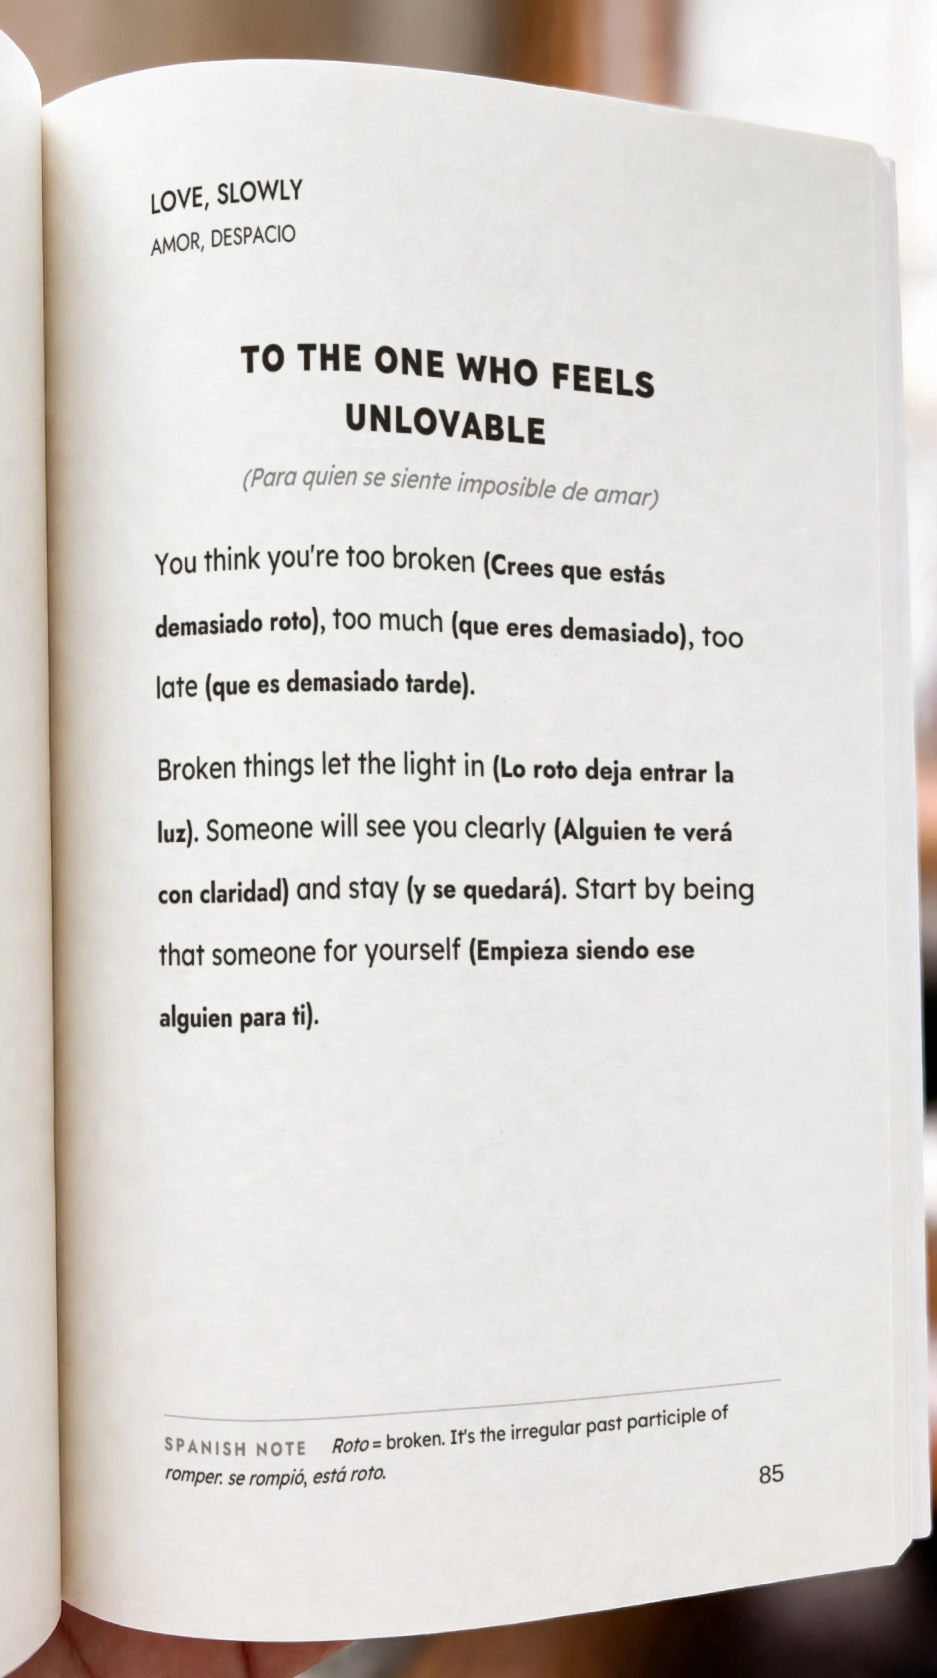 LOVE, SLOWLY
AMOR, DESPACIO
TO THE ONE WHO FEELS
UNLOVABLE
(Para quien se siente imposible de amar)
You think you're too broken (Crees que estás
demasiado roto), too much (que eres demasiado), too
late (que es demasiado tarde).
Broken things let the light in (Lo roto deja entrar la
luz). Someone will see you clearly (Alguien te verá
con claridad) and stay (y se quedará). Start by being
that someone for yourself (Empieza siendo ese
alguien para ti).
SPANISH NOTE Roto = broken. It's the irregular past participle of
romper. se rompió, está roto.
85